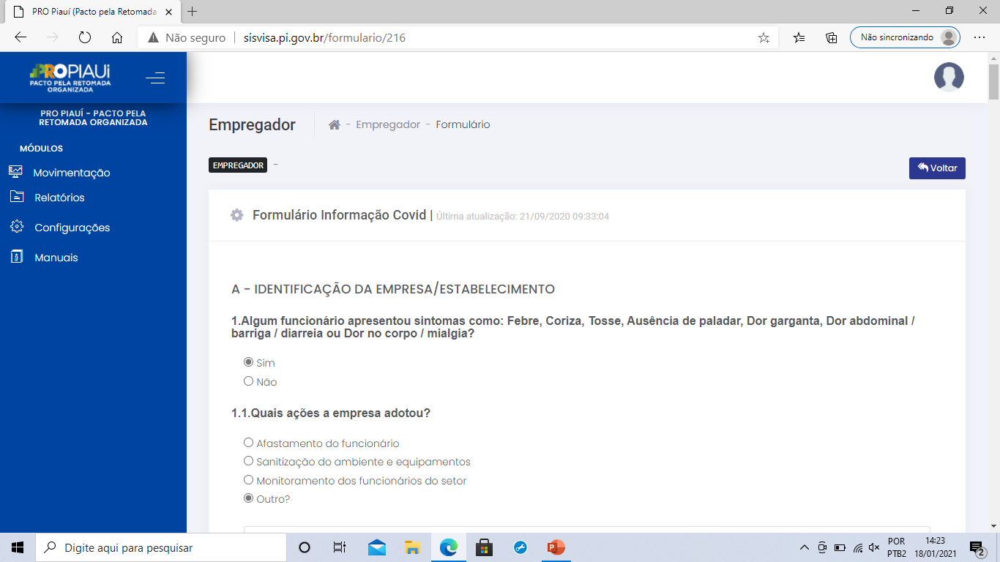 PRO Piauí (Pacto pela Retomada
Não seguro | sisvisa.pi.gov.br/formulario/216
Não sincronizando
PROPIAUÍ
PACTO PELA RETOMADA
ORGANIZADA
PRO PIAUÍ - PACTO PELA
RETOMADA ORGANIZADA
MÓDULOS
Movimentação
Relatórios
Configurações
Manuais
Empregador
- Empregador - Formulário
EMPREGADOR -
Voltar
Formulário Informação Covid | Última atualização: 21/09/2020 09:33:04
A - IDENTIFICAÇÃO DA EMPRESA/ESTABELECIMENTO
1.Algum funcionário apresentou sintomas como: Febre, Coriza, Tosse, Ausência de paladar, Dor garganta, Dor abdominal /
barriga / diarreia ou Dor no corpo / mialgia?
Sim
Não
1.1.Quais ações a empresa adotou?
Afastamento do funcionário
Sanitização do ambiente e equipamentos
Monitoramento dos funcionários do setor
Outro?
Digite aqui para pesquisar
POR
PTB2
14:23
18/01/2021
2